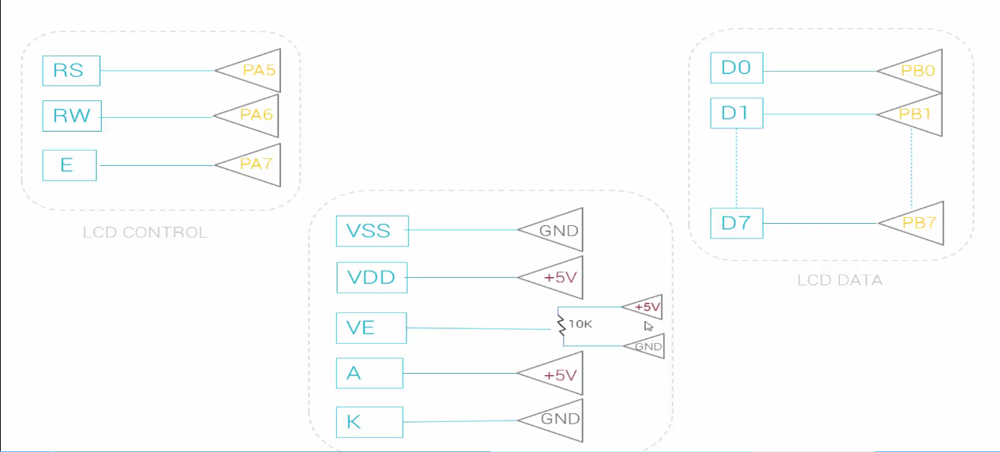 RS PA5
RW PA6
E PA7
LCD CONTROL
VSS GND
VDD +5V
VE 10K +5V
GND
A +5V
K GND
D0 PB0
D1 PB1
D7 PB7
LCD DATA